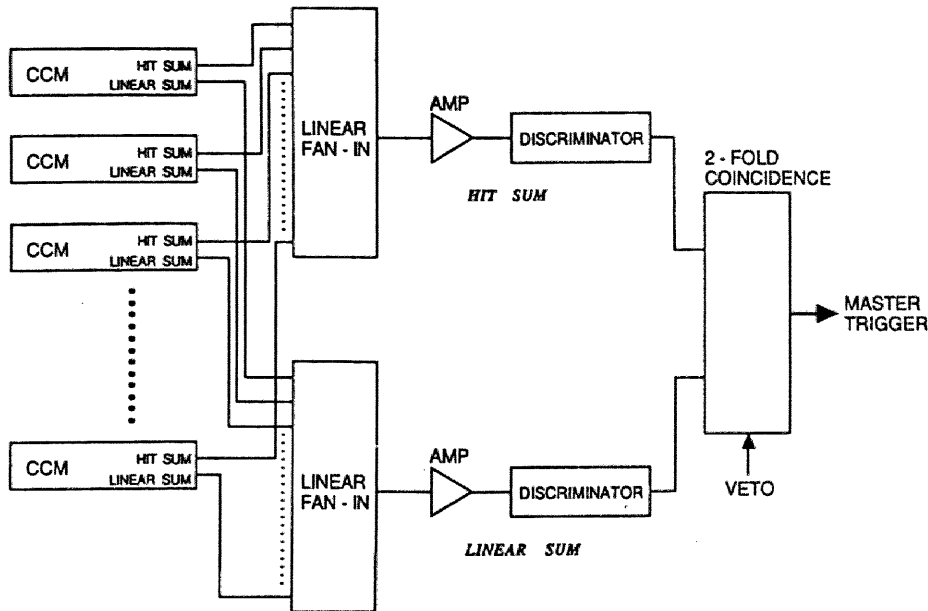 CCM
HIT SUM
LINEAR SUM
CCM
HIT SUM
LINEAR SUM
CCM
HIT SUM
LINEAR SUM
CCM
HIT SUM
LINEAR SUM
LINEAR
FAN - IN
AMP
DISCRIMINATOR
HIT SUM
LINEAR
FAN - IN
AMP
DISCRIMINATOR
LINEAR SUM
2 - FOLD
COINCIDENCE
MASTER
TRIGGER
VETO